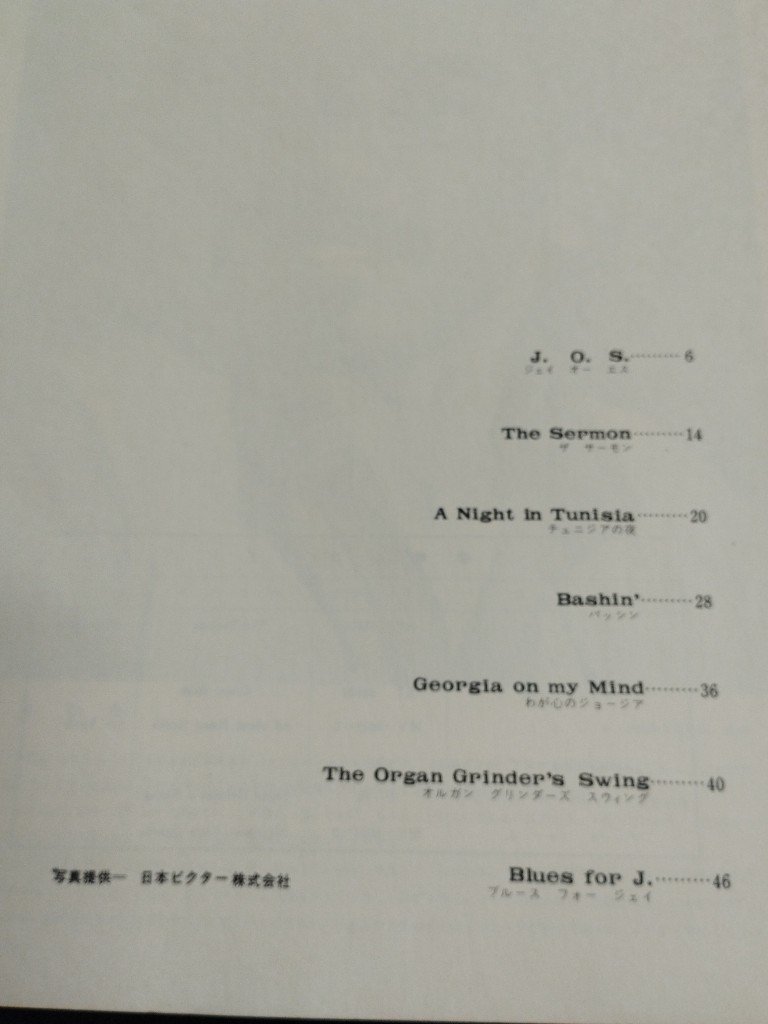 J. O. S.………6
ジェイ オー エス
The Sermon………14
ザ サーモン
A Night in Tunisia………20
チュニジアの夜
Bashin’………28
バッシン
Georgia on my Mind………36
わが心のジョージア
The Organ Grinder’s Swing………40
オルガン グリンダーズ スウィング
Blues for J.………46
ブルース フォー ジェイ
写真提供― 日本ビクター株式会社